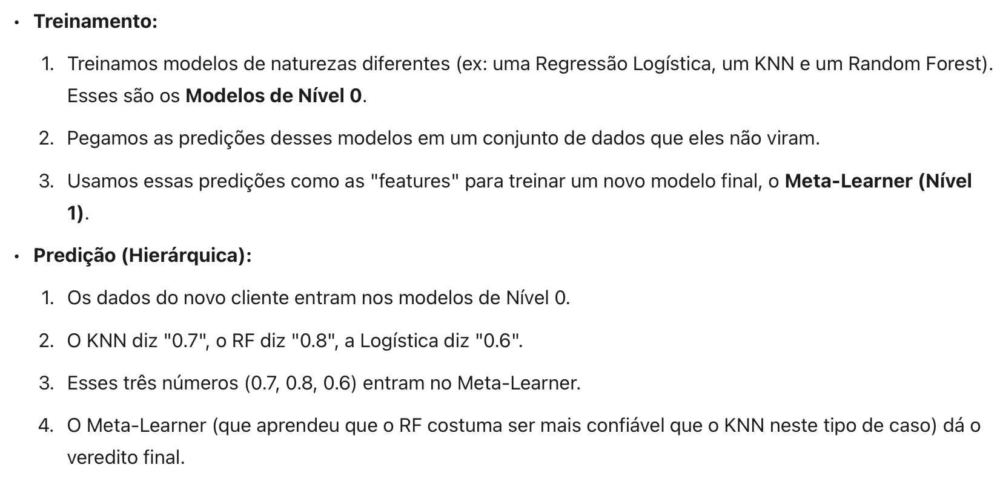 • Treinamento:
1. Treinamos modelos de naturezas diferentes (ex: uma Regressão Logística, um KNN e um Random Forest).
Esses são os Modelos de Nível 0.
2. Pegamos as predições desses modelos em um conjunto de dados que eles não viram.
3. Usamos essas predições como as "features" para treinar um novo modelo final, o Meta-Learner (Nível
1).
• Predição (Hierárquica):
1. Os dados do novo cliente entram nos modelos de Nível 0.
2. O KNN diz "0.7", o RF diz "0.8", a Logística diz "0.6".
3. Esses três números (0.7, 0.8, 0.6) entram no Meta-Learner.
4. O Meta-Learner (que aprendeu que o RF costuma ser mais confiável que o KNN neste tipo de caso) dá o
veredito final.